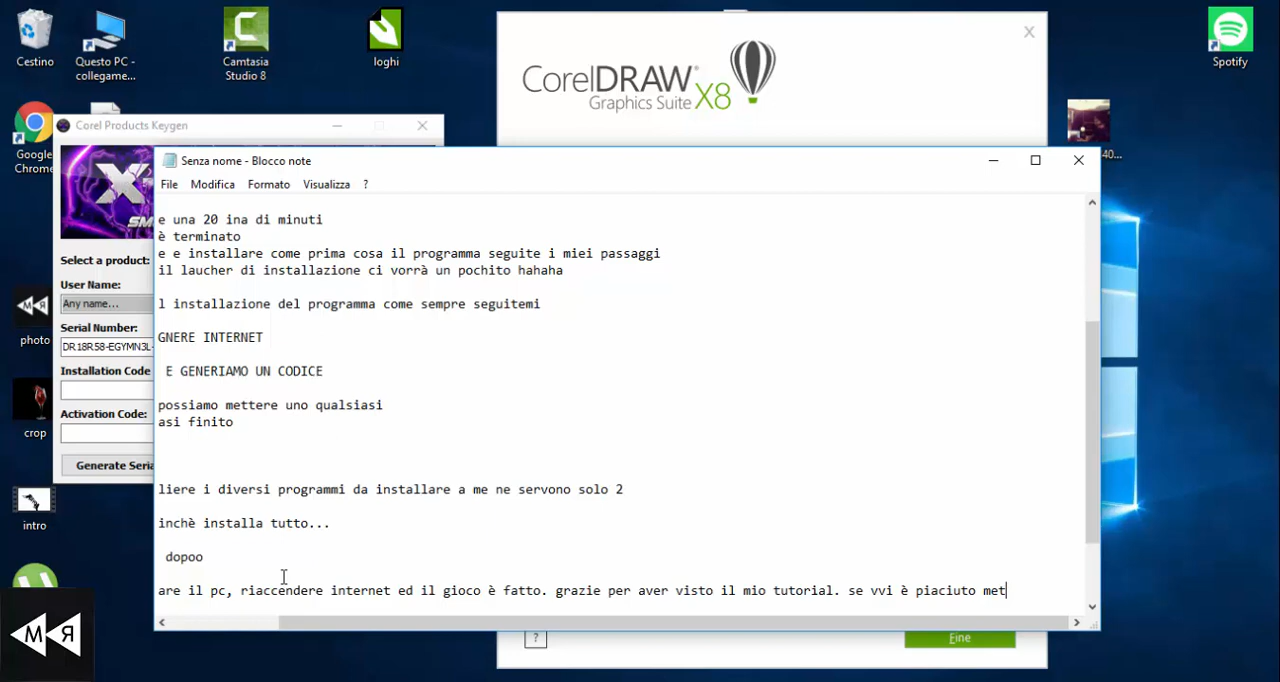 Cestino
Questo PC - collegame...
Camtasia Studio 8
loghi
Spotify
Google Chrome
photo
crop
intro
40...
CorelDRAW® Graphics Suite X8
Corel Products Keygen
Select a product:
User Name:
Any name...
Serial Number:
DR18R58-EGYMN3L-
Installation Code
Activation Code:
Generate Seria
Senza nome - Blocco note
File Modifica Formato Visualizza ?
e una 20 ina di minuti
è terminato
e e installare come prima cosa il programma seguite i miei passaggi
il laucher di installazione ci vorrà un pochito hahaha
l installazione del programma come sempre seguitemi
GNERE INTERNET
E GENERIAMO UN CODICE
possiamo mettere uno qualsiasi
asi finito
liere i diversi programmi da installare a me ne servono solo 2
inchè installa tutto...
dopoo
are il pc, riaccendere internet ed il gioco è fatto. grazie per aver visto il mio tutorial. se vvi è piaciuto met
?
Fine
MЯ